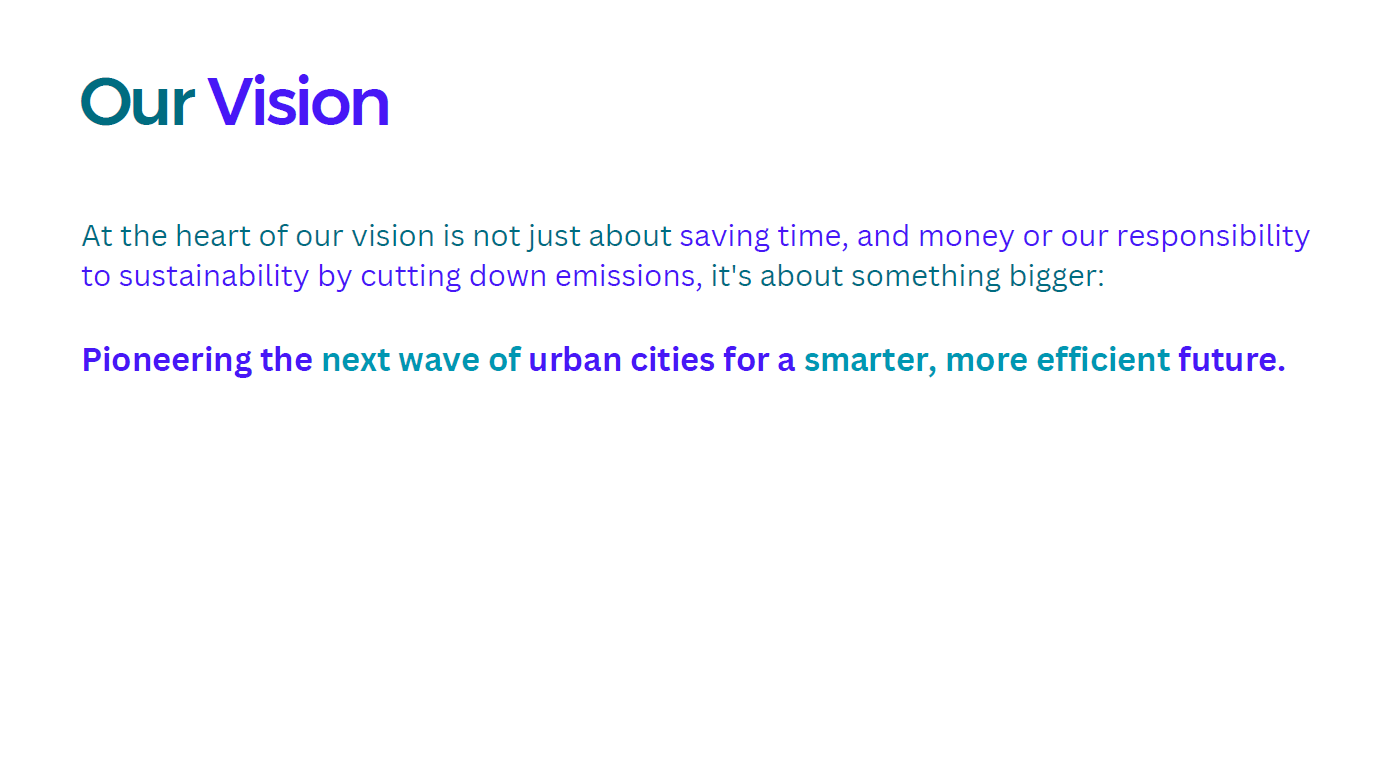 Our Vision
At the heart of our vision is not just about saving time, and money or our responsibility
to sustainability by cutting down emissions, it's about something bigger:
Pioneering the next wave of urban cities for a smarter, more efficient future.